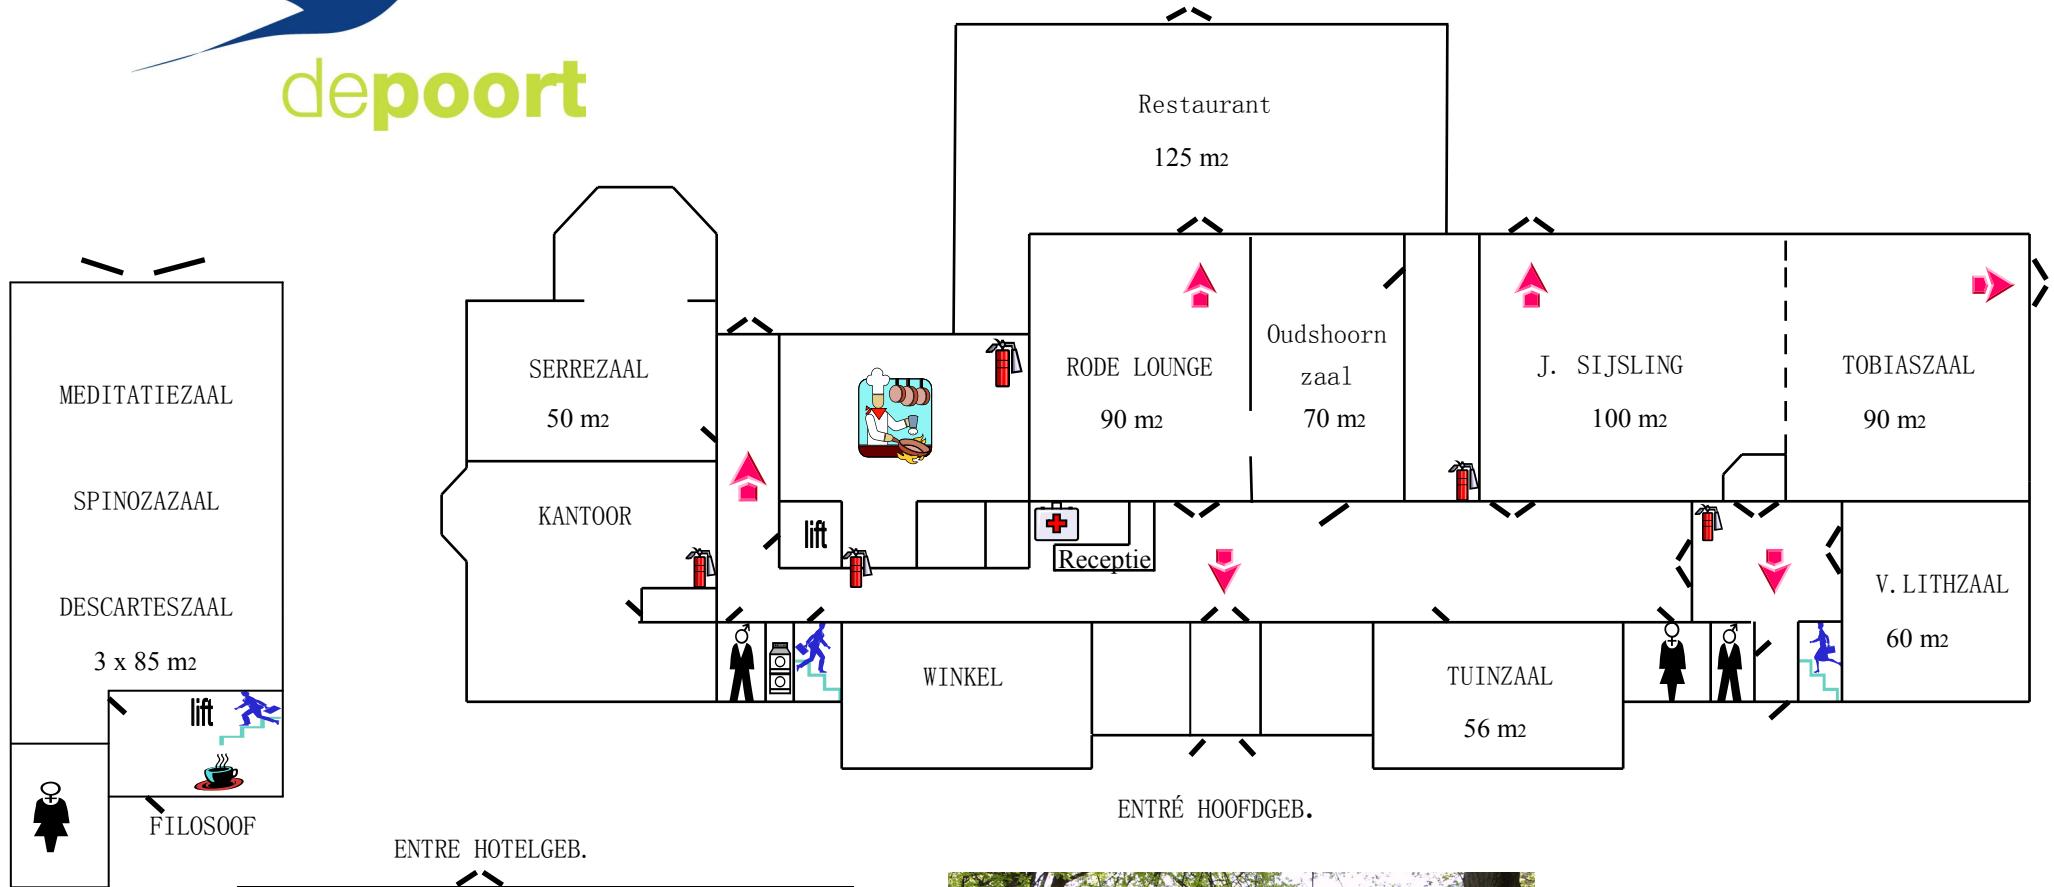 depoort
Restaurant
125 m2
MEDITATIEZAAL
SPINOZAZAAL
DESCARTESZAAL
3 x 85 m2
lift
FILOSOOF
SERREZAAL
50 m2
KANTOOR
lift
RODE LOUNGE
90 m2
Oudshoorn
zaal
70 m2
J. SIJSLING
100 m2
TOBIASZAAL
90 m2
Receptie
V.LITHZAAL
60 m2
WINKEL
TUINZAAL
56 m2
ENTRÉ HOOFDGEB.
ENTRE HOTELGEB.